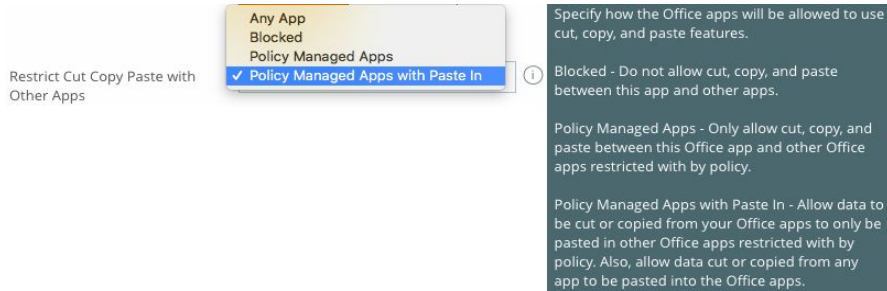 Any App
Blocked
Policy Managed Apps
✓ Policy Managed Apps with Paste In
Restrict Cut Copy Paste with
Other Apps
i
Specify how the Office apps will be allowed to use
cut, copy, and paste features.
Blocked - Do not allow cut, copy, and paste
between this app and other apps.
Policy Managed Apps - Only allow cut, copy, and
paste between this Office app and other Office
apps restricted with by policy.
Policy Managed Apps with Paste In - Allow data to
be cut or copied from your Office apps to only be
pasted in other Office apps restricted with by
policy. Also, allow data cut or copied from any
app to be pasted into the Office apps.